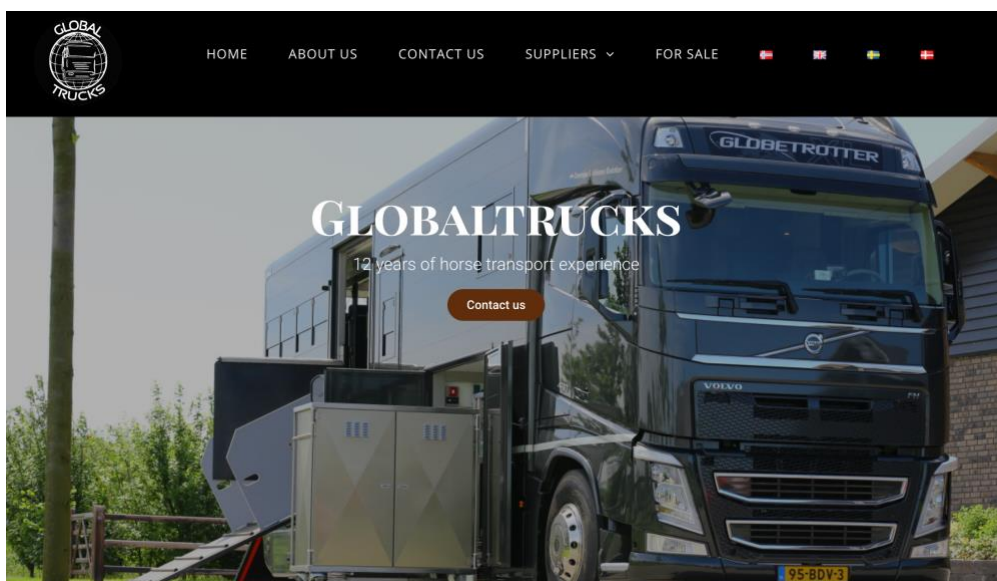 GLOBAL
TRUCKS
HOME
ABOUT US
CONTACT US
SUPPLIERS
FOR SALE
GLOBETROTTER
GLOBALTRUCKS
12 years of horse transport experience
Contact us
VOLVO
FH
95-BDV-3